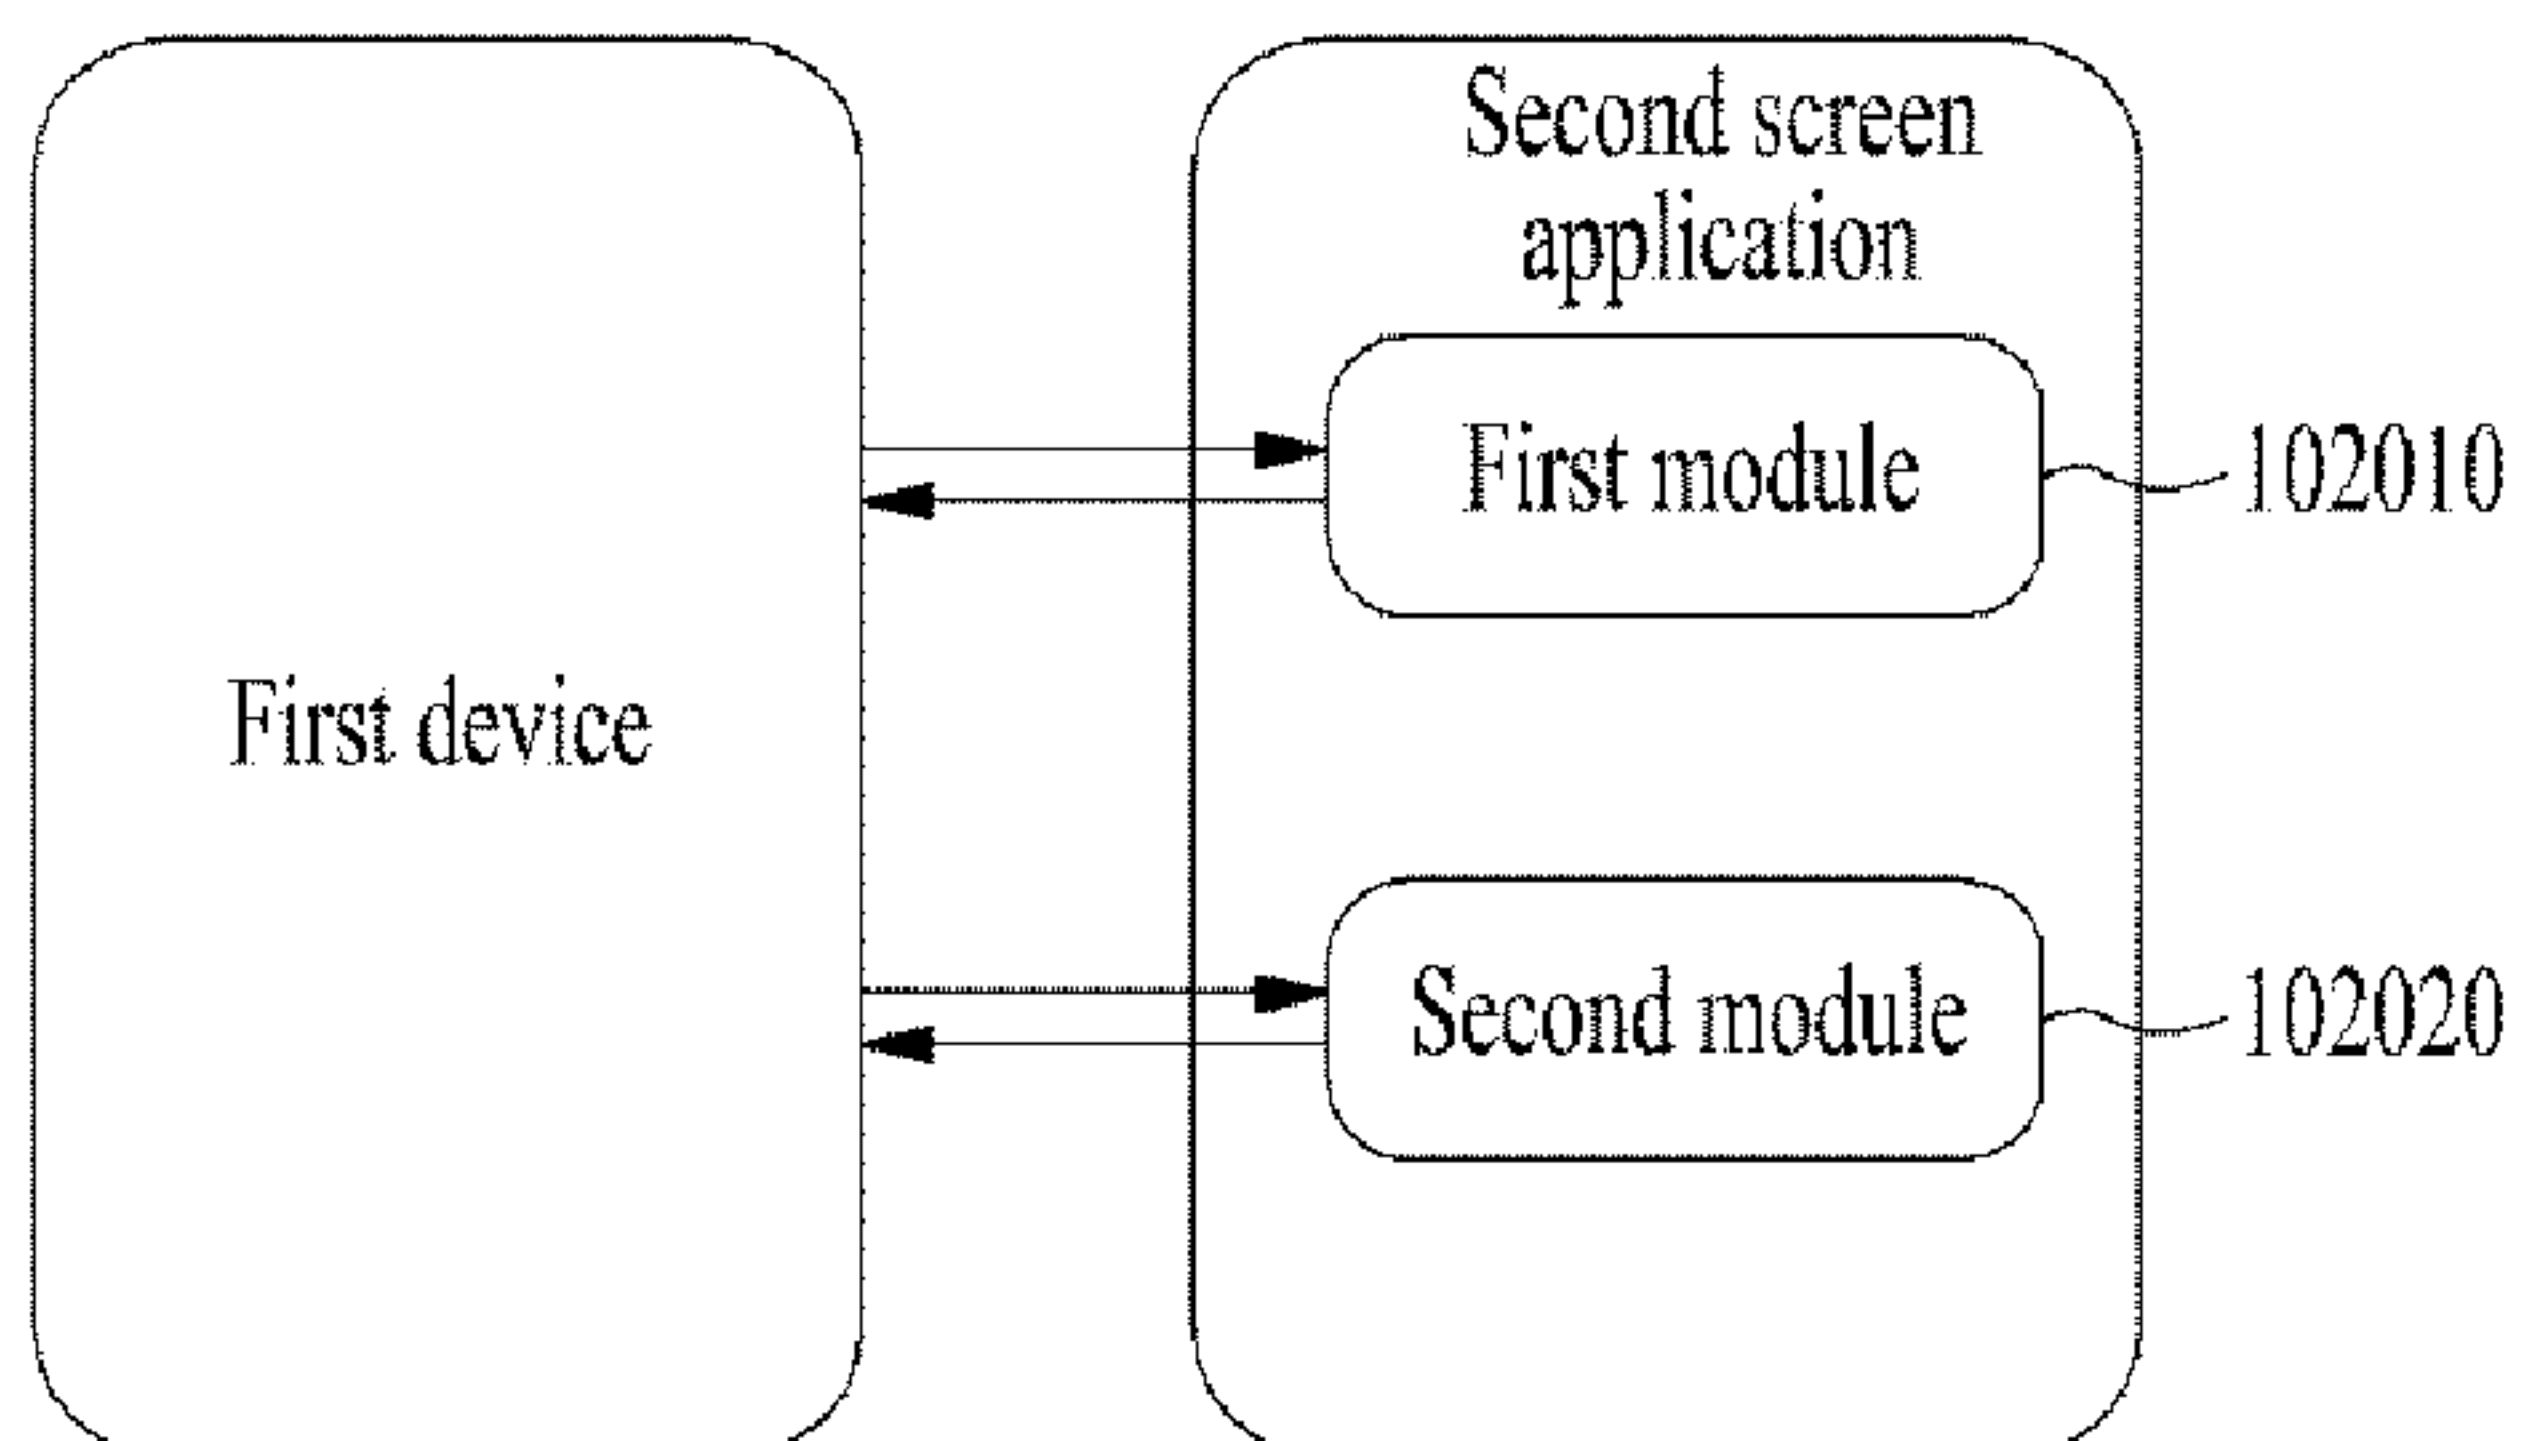 Second screen
application
First module
102010
First device
Second module
102020